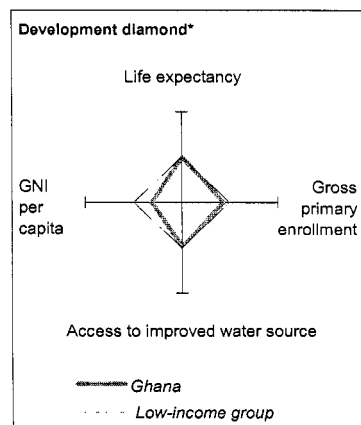 Development diamond*
Life expectancy
GNI
per
capita
Gross
primary
enrollment
Access to improved water source
Ghana
Low-income group